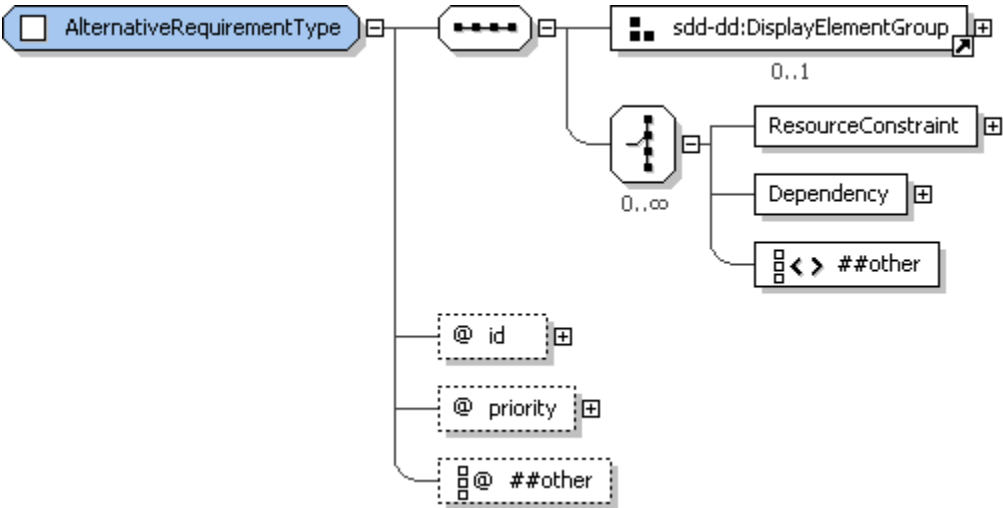 AlternativeRequirementType
sdd-dd:DisplayElementGroup
0..1
0..∞
ResourceConstraint
Dependency
##other
@ id
@ priority
@ ##other